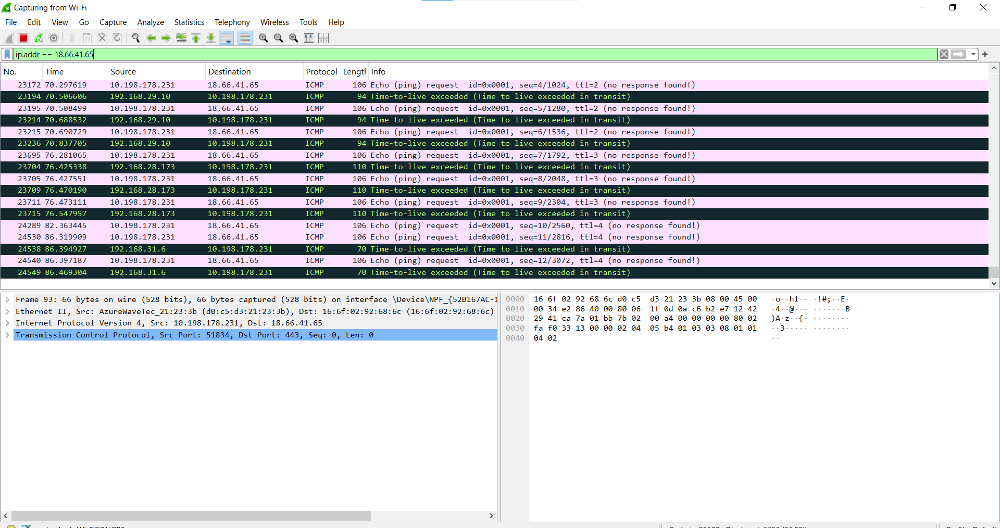 Capturing from Wi-Fi
File Edit View Go Capture Analyze Statistics Telephony Wireless Tools Help
ip.addr == 18.66.41.65
No. Time Source Destination Protocol Length Info
23172 70.297619 10.198.178.231 18.66.41.65 ICMP 106 Echo (ping) request id=0x0001, seq=4/1024, ttl=2 (no response found!)
23194 70.506606 192.168.29.10 10.198.178.231 ICMP 94 Time-to-live exceeded (Time to live exceeded in transit)
23195 70.508499 10.198.178.231 18.66.41.65 ICMP 106 Echo (ping) request id=0x0001, seq=5/1280, ttl=2 (no response found!)
23214 70.688532 192.168.29.10 10.198.178.231 ICMP 94 Time-to-live exceeded (Time to live exceeded in transit)
23215 70.690729 10.198.178.231 18.66.41.65 ICMP 106 Echo (ping) request id=0x0001, seq=6/1536, ttl=2 (no response found!)
23236 70.837705 192.168.29.10 10.198.178.231 ICMP 94 Time-to-live exceeded (Time to live exceeded in transit)
23695 76.281065 10.198.178.231 18.66.41.65 ICMP 106 Echo (ping) request id=0x0001, seq=7/1792, ttl=3 (no response found!)
23704 76.425338 192.168.28.173 10.198.178.231 ICMP 110 Time-to-live exceeded (Time to live exceeded in transit)
23705 76.427551 10.198.178.231 18.66.41.65 ICMP 106 Echo (ping) request id=0x0001, seq=8/2048, ttl=3 (no response found!)
23709 76.470190 192.168.28.173 10.198.178.231 ICMP 110 Time-to-live exceeded (Time to live exceeded in transit)
23711 76.473111 10.198.178.231 18.66.41.65 ICMP 106 Echo (ping) request id=0x0001, seq=9/2304, ttl=3 (no response found!)
23715 76.547957 192.168.28.173 10.198.178.231 ICMP 110 Time-to-live exceeded (Time to live exceeded in transit)
24289 82.363445 10.198.178.231 18.66.41.65 ICMP 106 Echo (ping) request id=0x0001, seq=10/2560, ttl=4 (no response found!)
24530 86.319909 10.198.178.231 18.66.41.65 ICMP 106 Echo (ping) request id=0x0001, seq=11/2816, ttl=4 (no response found!)
24538 86.394927 192.168.31.6 10.198.178.231 ICMP 70 Time-to-live exceeded (Time to live exceeded in transit)
24540 86.397187 10.198.178.231 18.66.41.65 ICMP 106 Echo (ping) request id=0x0001, seq=12/3072, ttl=4 (no response found!)
24549 86.469304 192.168.31.6 10.198.178.231 ICMP 70 Time-to-live exceeded (Time to live exceeded in transit)
Frame 93: 66 bytes on wire (528 bits), 66 bytes captured (528 bits) on interface \Device\NPF_{52B167AC-1
Ethernet II, Src: AzureWaveTec_21:23:3b (d0:c5:d3:21:23:3b), Dst: 16:6f:02:92:68:6c (16:6f:02:92:68:6c)
Internet Protocol Version 4, Src: 10.198.178.231, Dst: 18.66.41.65
Transmission Control Protocol, Src Port: 51834, Dst Port: 443, Seq: 0, Len: 0
0000 16 6f 02 92 68 6c d0 c5 d3 21 23 3b 08 00 45 00 ·o··hl·· ·!#;··E·
0010 00 34 e2 86 40 00 80 06 1f 0d 0a c6 b2 e7 12 42 ·4··@··· ·······B
0020 29 41 ca 7a 01 bb 7b 02 00 a4 00 00 00 00 80 02 )A·z··{· ········
0030 fa f0 33 13 00 00 02 04 05 b4 01 03 03 08 01 01 ··3····· ········
0040 04 02 ··